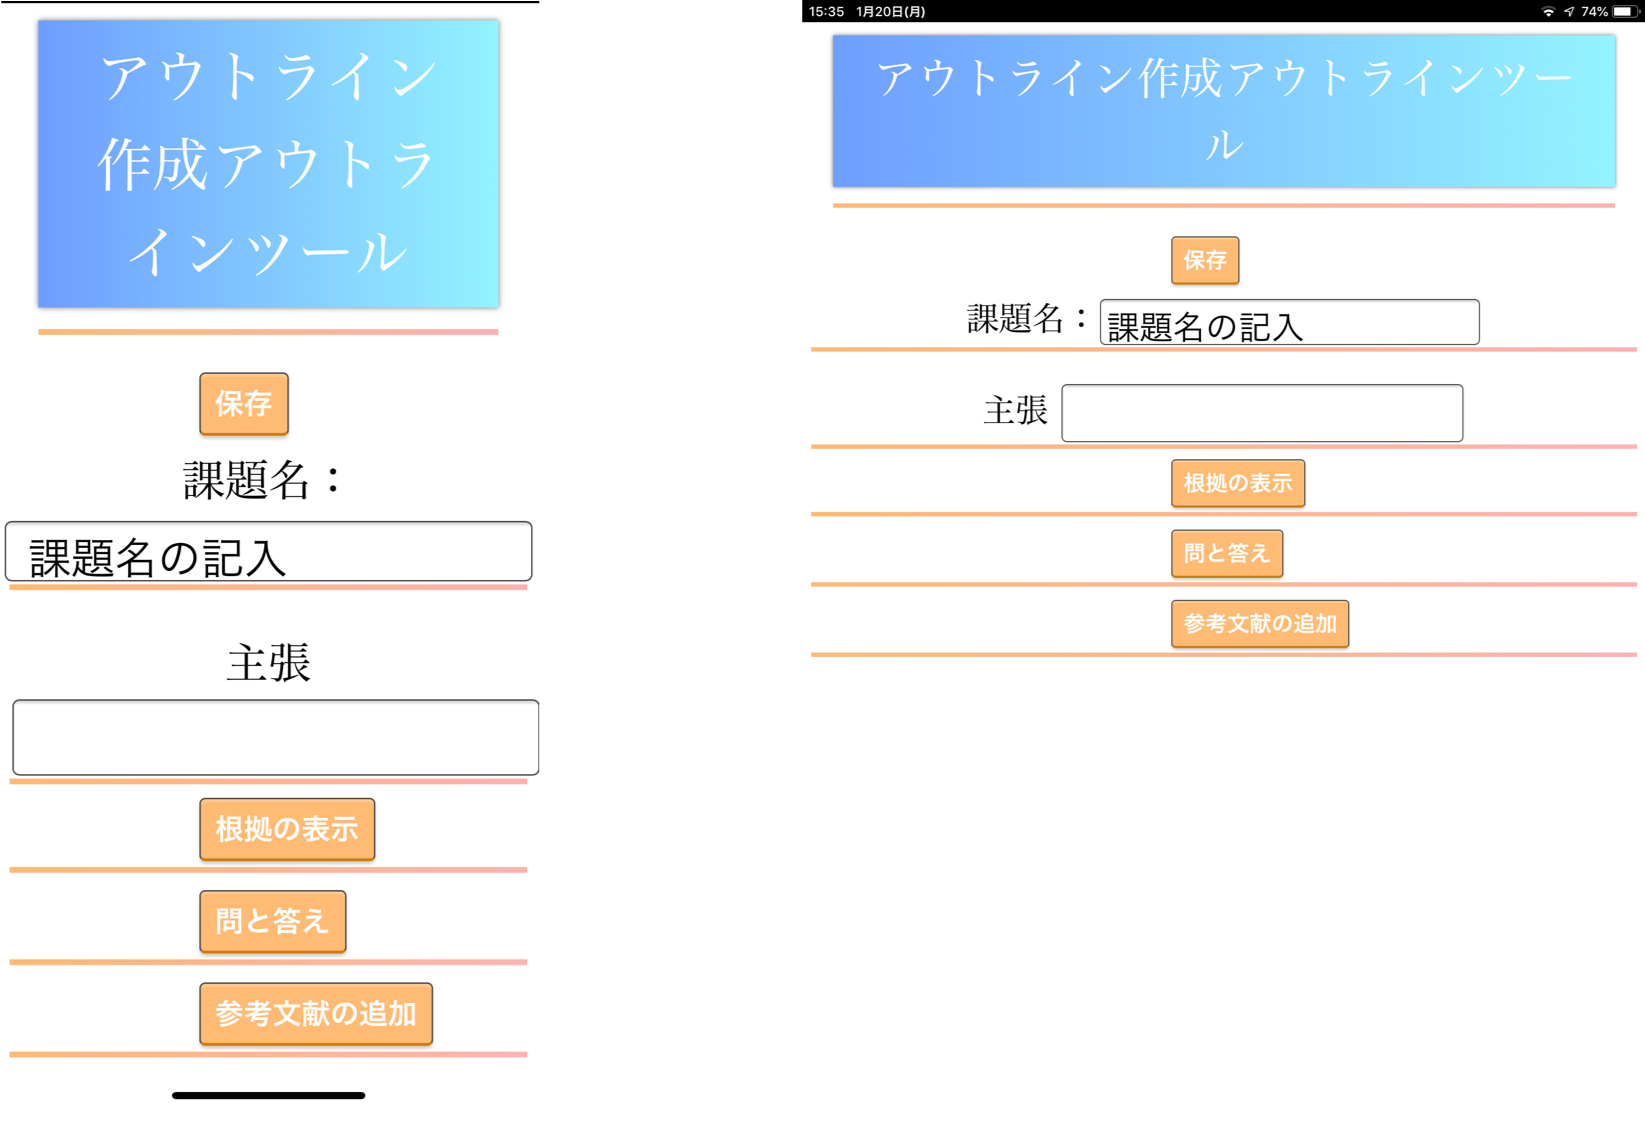 アウトライン
作成アウトラ
インツール
保存
課題名：
課題名の記入
主張
根拠の表示
問と答え
参考文献の追加
15:35 1月20日(月) 74%
アウトライン作成アウトラインツー
ル
保存
課題名： 課題名の記入
主張
根拠の表示
問と答え
参考文献の追加